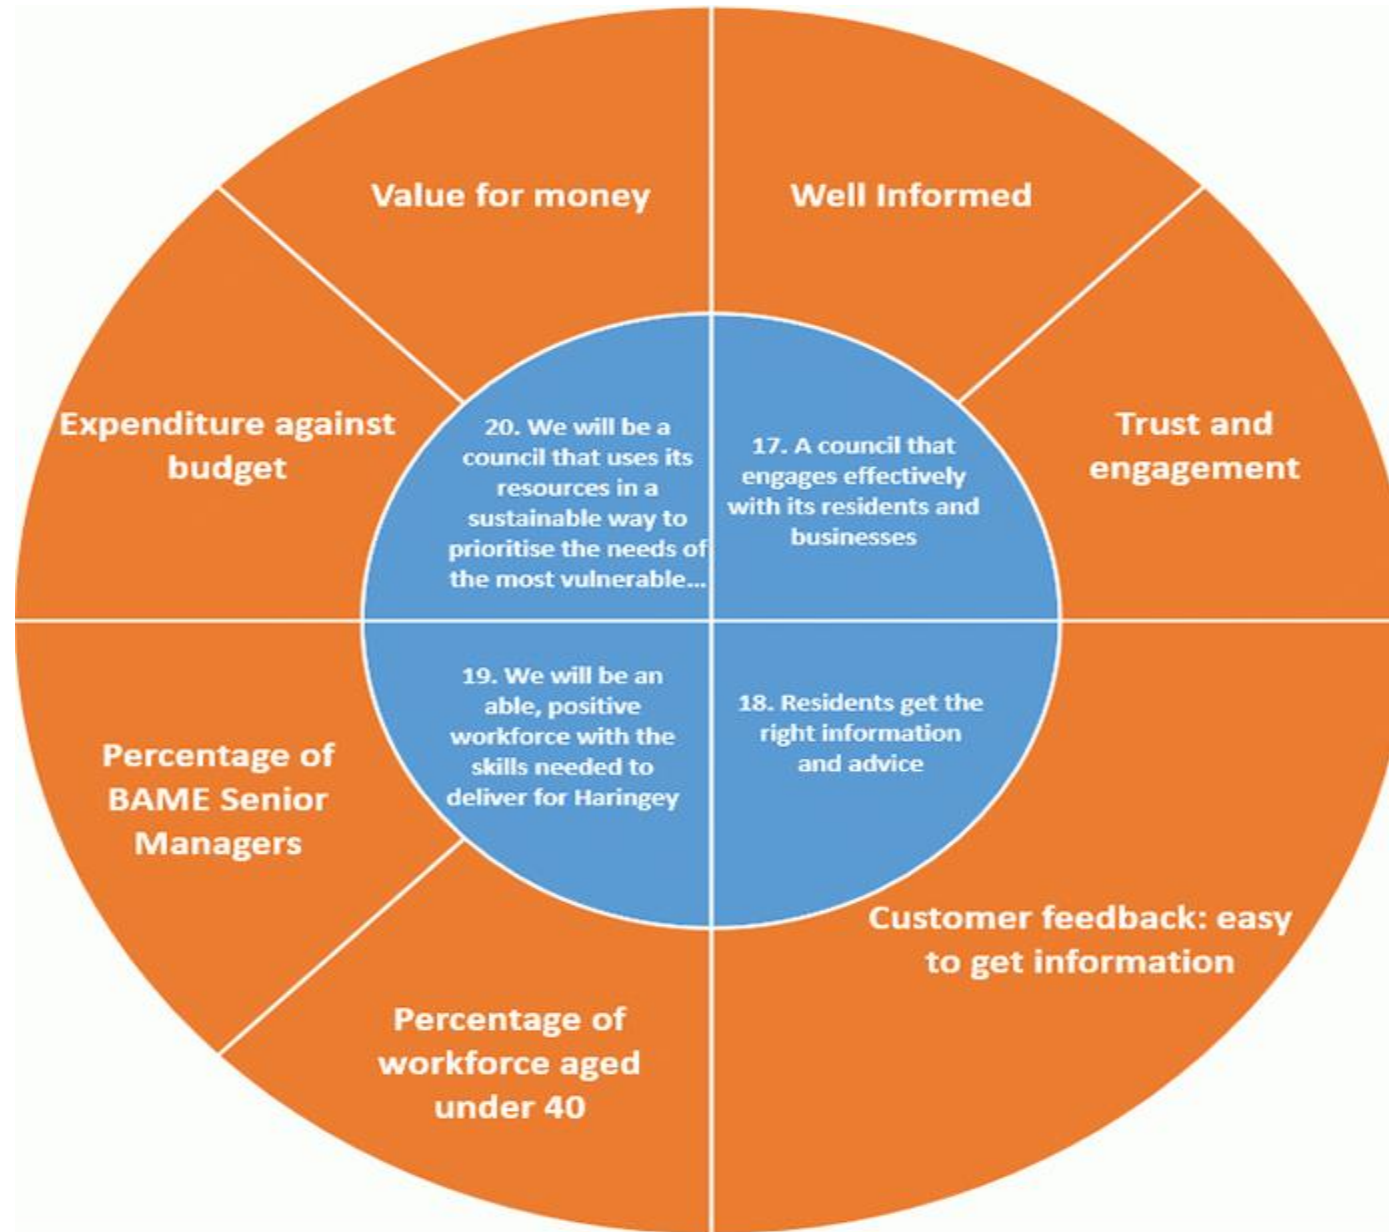 Value for money
Well Informed
Expenditure against
budget
Trust and
engagement
20. We will be a
council that uses its
resources in a
sustainable way to
prioritise the needs of
the most vulnerable...
17. A council that
engages effectively
with its residents and
businesses
19. We will be an
able, positive
workforce with the
skills needed to
deliver for Haringey
18. Residents get the
right information
and advice
Percentage of
BAME Senior
Managers
Customer feedback: easy
to get information
Percentage of
workforce aged
under 40